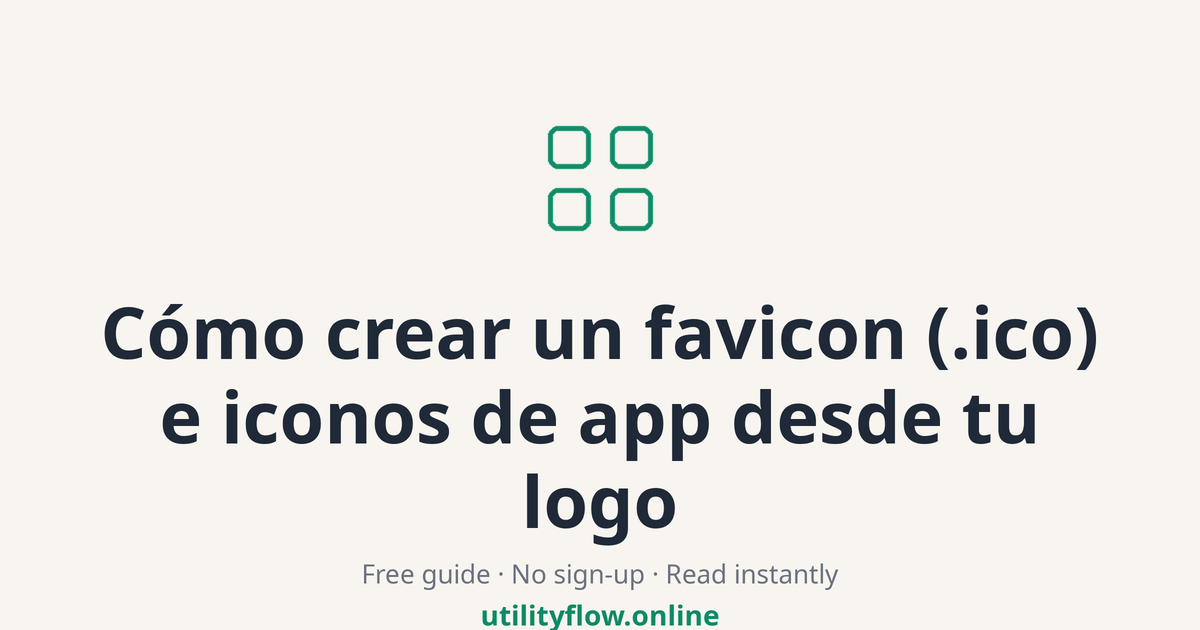 Cómo crear un favicon (.ico)
e iconos de app desde tu
logo
Free guide · No sign-up · Read instantly
utilityflow.online